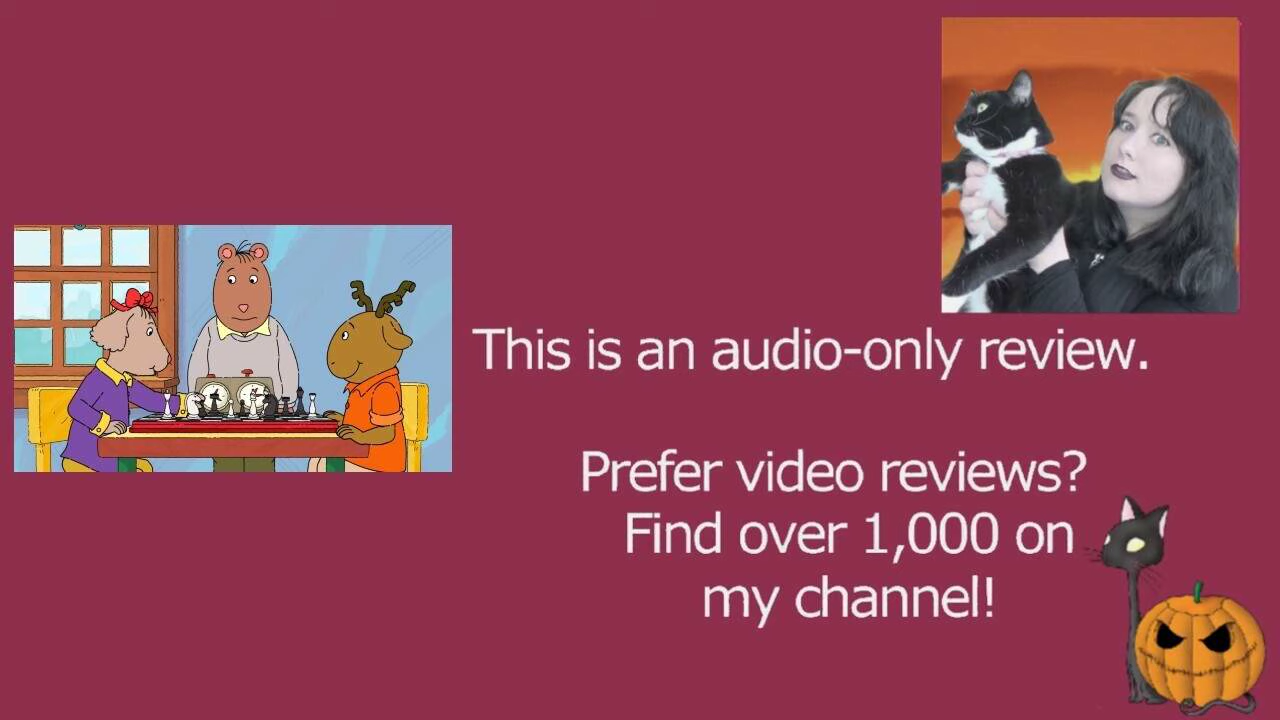 This is an audio-only review.
Prefer video reviews?
Find over 1,000 on
my channel!